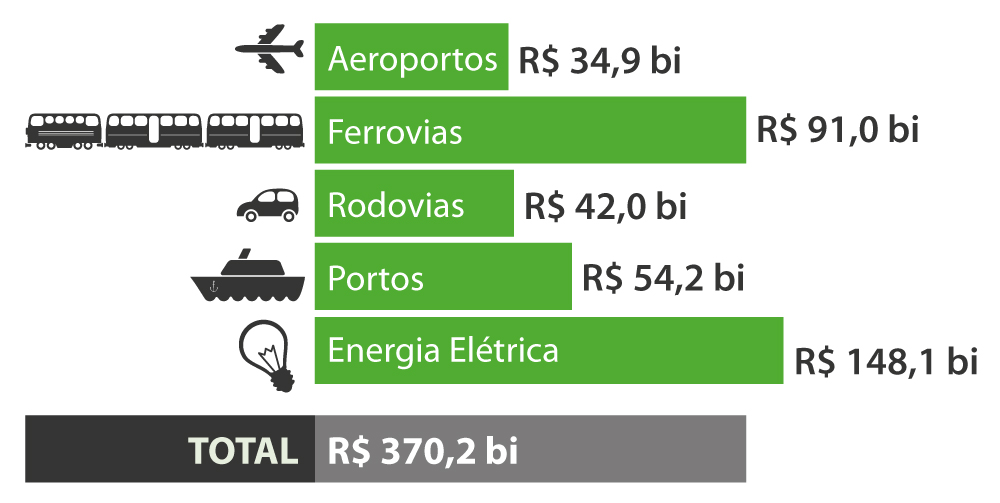 Aeroportos R$ 34,9 bi
Ferrovias R$ 91,0 bi
Rodovias R$ 42,0 bi
Portos R$ 54,2 bi
Energia Elétrica R$ 148,1 bi
TOTAL R$ 370,2 bi